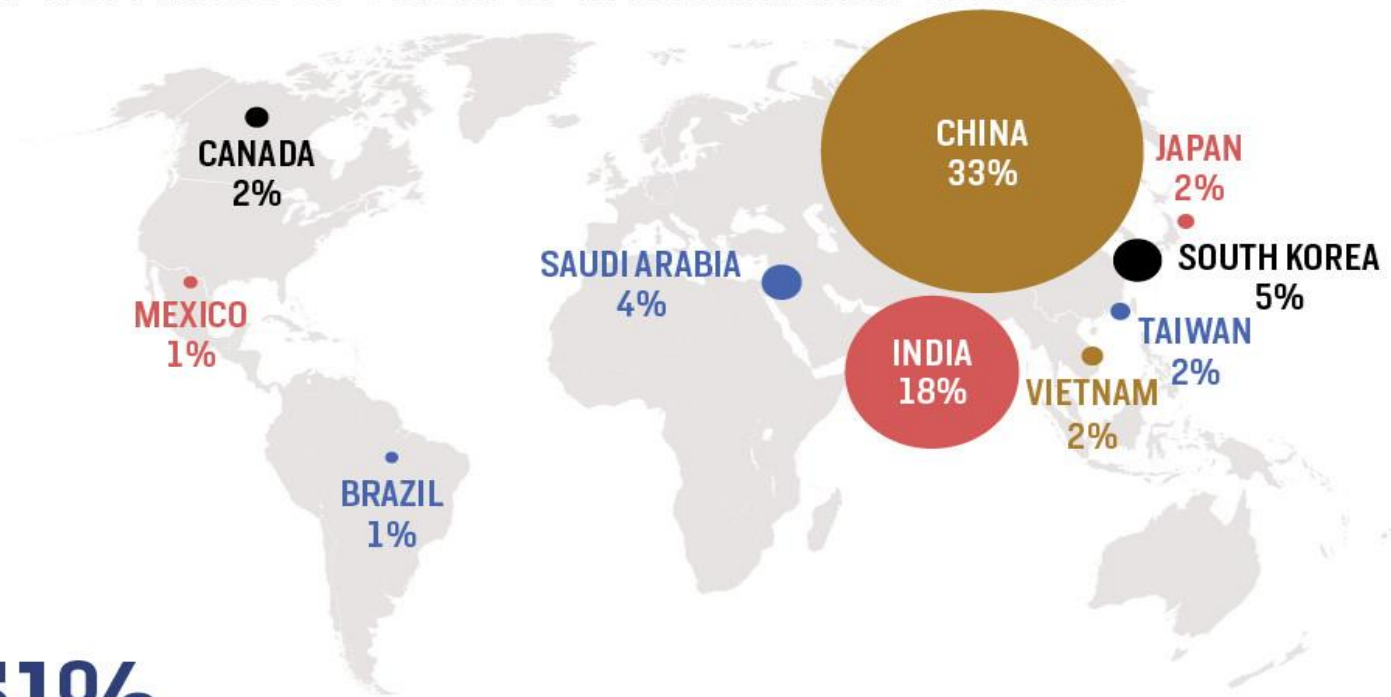 CHINA
33%
JAPAN
2%
CANADA
2%
SAUDI ARABIA
4%
SOUTH KOREA
5%
MEXICO
1%
TAIWAN
2%
INDIA
18%
VIETNAM
2%
BRAZIL
1%